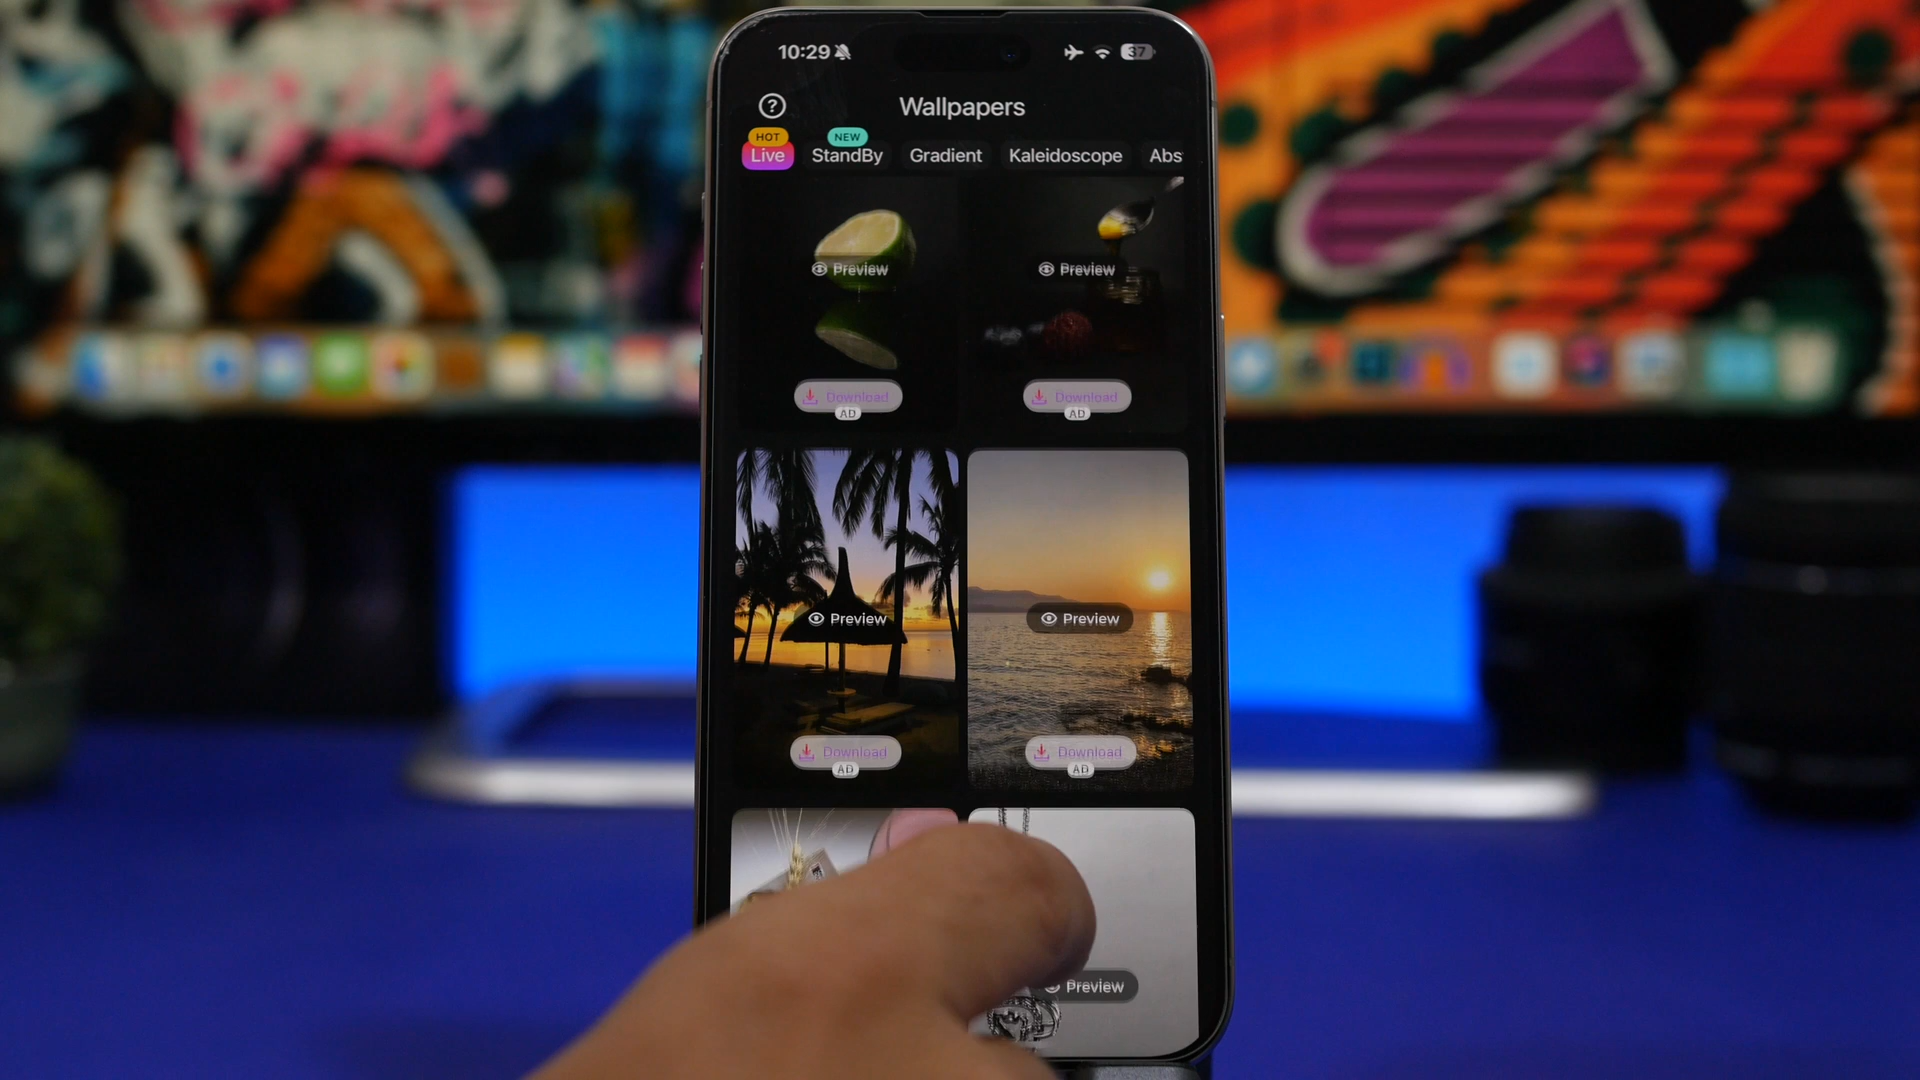 10:29
37
Wallpapers
HOT
NEW
Live StandBy Gradient Kaleidoscope Abs
Preview Preview
Download Download
AD AD
Preview Preview
Download Download
AD AD
Preview